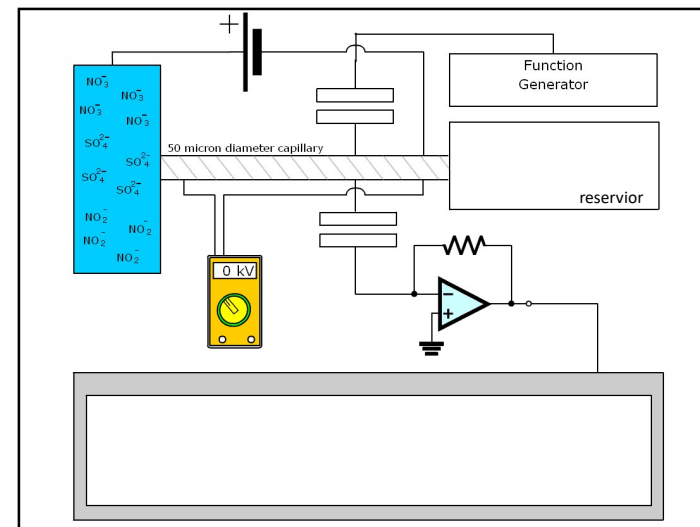 +
Function
Generator
NO₃⁻
NO₃⁻
NO₃⁻
NO₃⁻
SO₄²⁻
50 micron diameter capillary
SO₄²⁻
SO₄²⁻
SO₄²⁻
reservior
NO₂⁻
NO₂⁻
NO₂⁻
NO₂⁻
0 kV
−
+